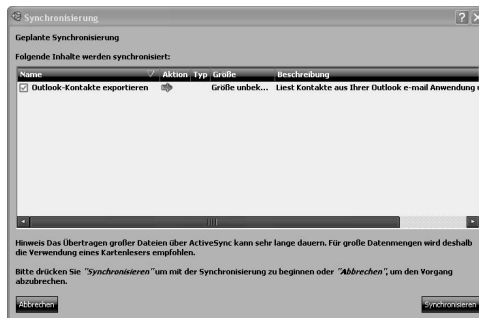 Synchronisierung
Geplante Synchronisierung
Folgende Inhalte werden synchronisiert:
Name Aktion Typ Größe Beschreibung
Outlook-Kontakte exportieren Größe unbek... Liest Kontakte aus Ihrer Outlook e-mail Anwendung
Hinweis Das Übertragen großer Dateien über ActiveSync kann sehr lange dauern. Für große Datenmengen wird deshalb
die Verwendung eines Kartenlesers empfohlen.
Bitte drücken Sie "Synchronisieren" um mit der Synchronisierung zu beginnen oder "Abbrechen", um den Vorgang
abzubrechen.
Abbrechen Synchronisieren